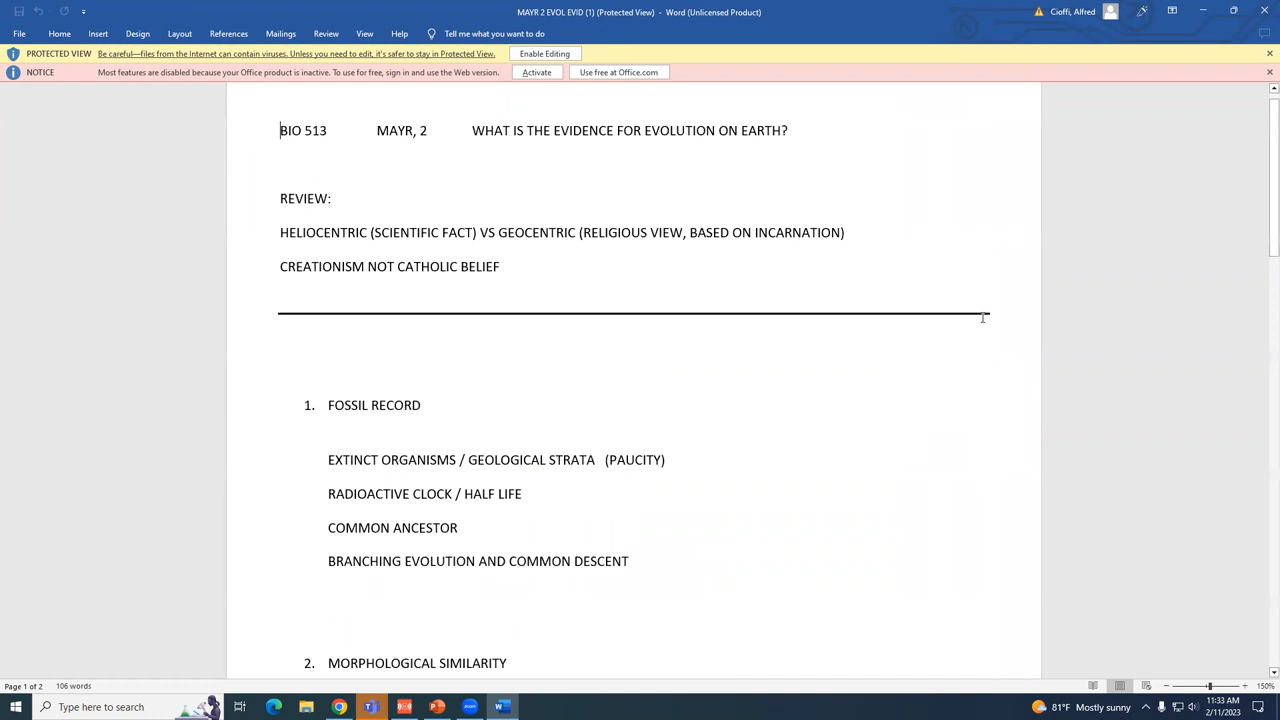 MAYR 2 EVOL EVID (1) (Protected View) - Word (Unlicensed Product)
Cioffi, Alfred
File Home Insert Design Layout References Mailings Review View Help Tell me what you want to do
PROTECTED VIEW Be careful—files from the Internet can contain viruses. Unless you need to edit, it's safer to stay in Protected View. Enable Editing
NOTICE Most features are disabled because your Office product is inactive. To use for free, sign in and use the Web version. Activate Use free at Office.com
BIO 513 MAYR, 2 WHAT IS THE EVIDENCE FOR EVOLUTION ON EARTH?
REVIEW:
HELIOCENTRIC (SCIENTIFIC FACT) VS GEOCENTRIC (RELIGIOUS VIEW, BASED ON INCARNATION)
CREATIONISM NOT CATHOLIC BELIEF
1. FOSSIL RECORD
EXTINCT ORGANISMS / GEOLOGICAL STRATA (PAUCITY)
RADIOACTIVE CLOCK / HALF LIFE
COMMON ANCESTOR
BRANCHING EVOLUTION AND COMMON DESCENT
2. MORPHOLOGICAL SIMILARITY
Page 1 of 2 106 words 150%
Type here to search 81°F Mostly sunny 11:33 AM
2/11/2023